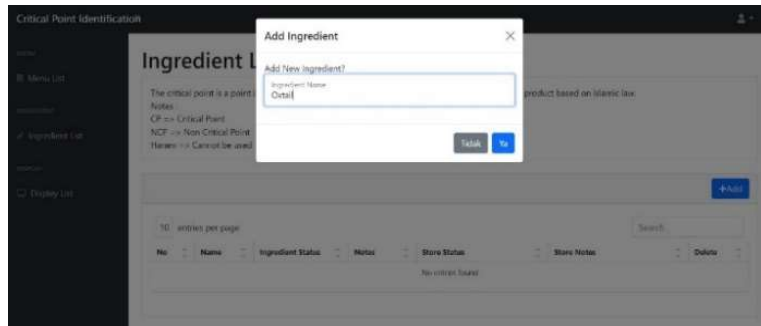 Critical Point Identification
Add Ingredient
Add New Ingredient?
Ingredient Name
Oxtail
Tidak
Ya
Menu List
Ingredient List
Display List
Ingredient L
The critical point is a point
product based on Islamic law.
Notes :
CP => Critical Point
NCP => Non Critical Point
Haram => Cannot be used
+Add
10 entries per page
Search...
No Name Ingredient Status Notes Store Status Store Notes Delete
No entries found